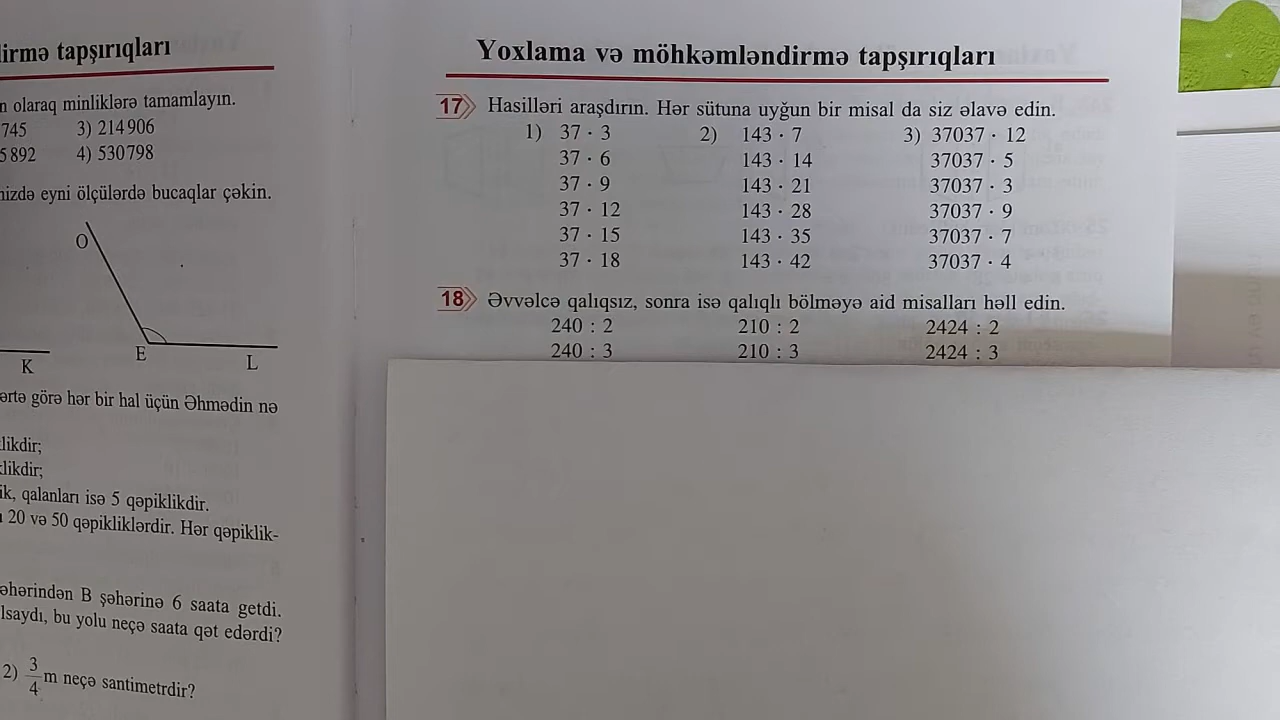 dirmə tapşırıqları
n olaraq minliklərə tamamlayın.
745 3) 214 906
5 892 4) 530 798
nizdə eyni ölçülərdə bucaqlar çəkin.
O
E
L
K
ərtə görə hər bir hal üçün Əhmədin nə
likdir;
likdir;
ik, qalanları isə 5 qəpiklikdir.
20 və 50 qəpikliklərdir. Hər qəpiklik-
əhərindən B şəhərinə 6 saata getdi.
lsaydı, bu yolu neçə saata qət edərdi?
2) 3/4 m neçə santimetrdir?
Yoxlama və möhkəmləndirmə tapşırıqları
17 Hasilləri araşdırın. Hər sütuna uyğun bir misal da siz əlavə edin.
1) 37 · 3 2) 143 · 7 3) 37037 · 12
37 · 6 143 · 14 37037 · 5
37 · 9 143 · 21 37037 · 3
37 · 12 143 · 28 37037 · 9
37 · 15 143 · 35 37037 · 7
37 · 18 143 · 42 37037 · 4
18 Əvvəlcə qalıqsız, sonra isə qalıqlı bölməyə aid misalları həll edin.
240 : 2 210 : 2 2424 : 2
240 : 3 210 : 3 2424 : 3